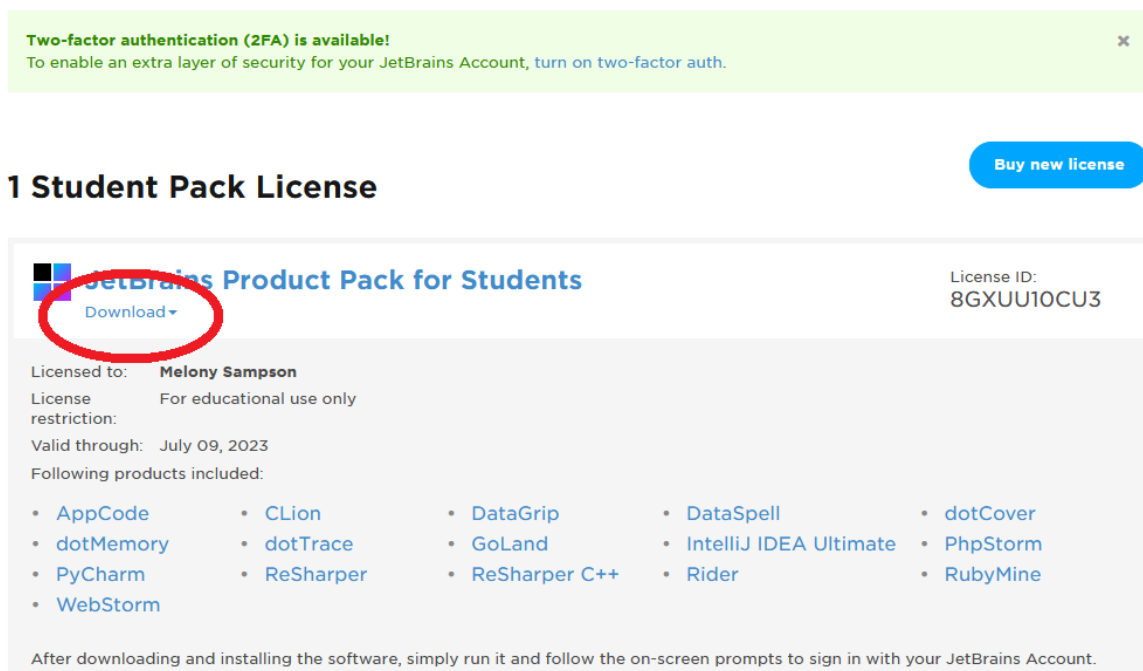 Two-factor authentication (2FA) is available!
×
To enable an extra layer of security for your JetBrains Account, turn on two-factor auth.
Buy new license
1 Student Pack License
JetBrains Product Pack for Students
Download
License ID:
8GXUU10CU3
Licensed to: Melony Sampson
License restriction: For educational use only
Valid through: July 09, 2023
Following products included:
• AppCode • CLion • DataGrip • DataSpell • dotCover
• dotMemory • dotTrace • GoLand • IntelliJ IDEA Ultimate • PhpStorm
• PyCharm • ReSharper • ReSharper C++ • Rider • RubyMine
• WebStorm
After downloading and installing the software, simply run it and follow the on-screen prompts to sign in with your JetBrains Account.